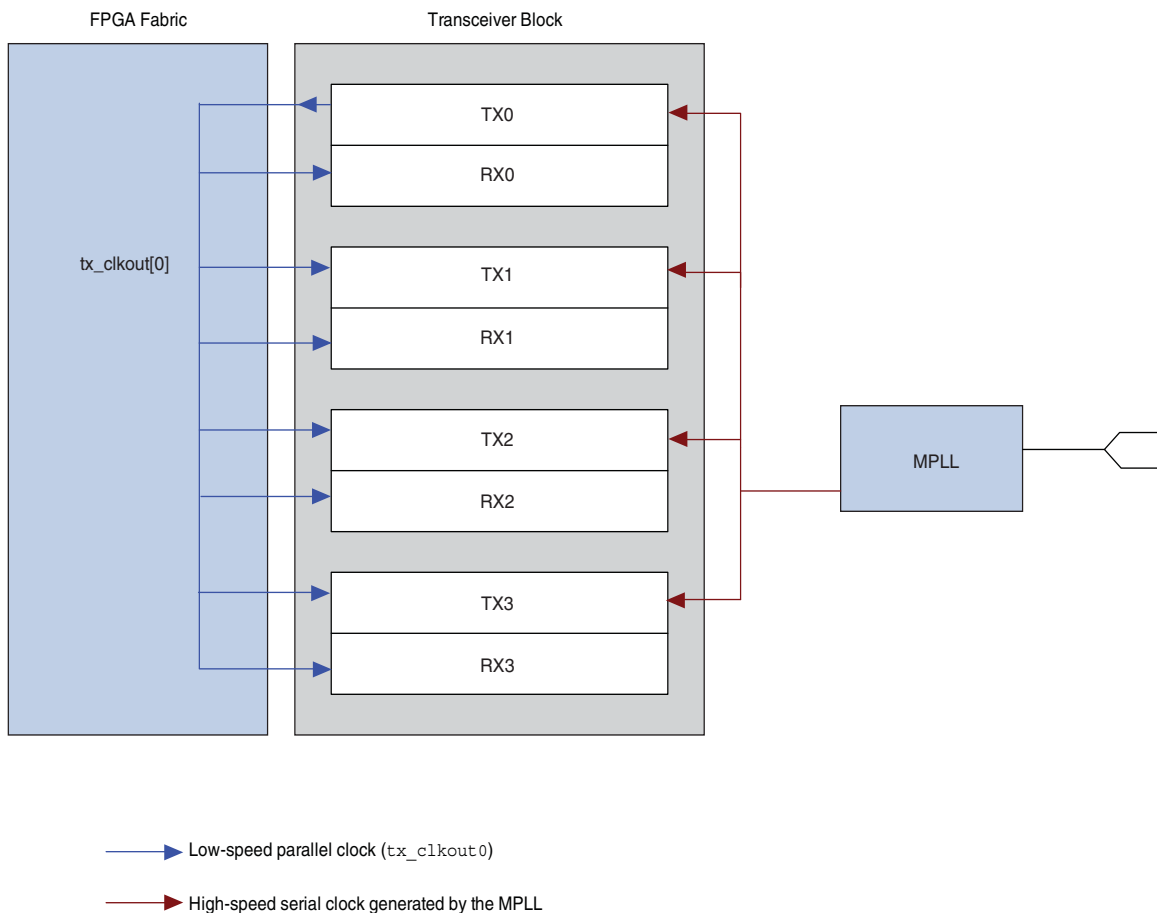 FPGA Fabric
Transceiver Block
TX0
RX0
tx_clkout[0]
TX1
RX1
TX2
RX2
MPLL
TX3
RX3
Low-speed parallel clock (tx_clkout0)
High-speed serial clock generated by the MPLL